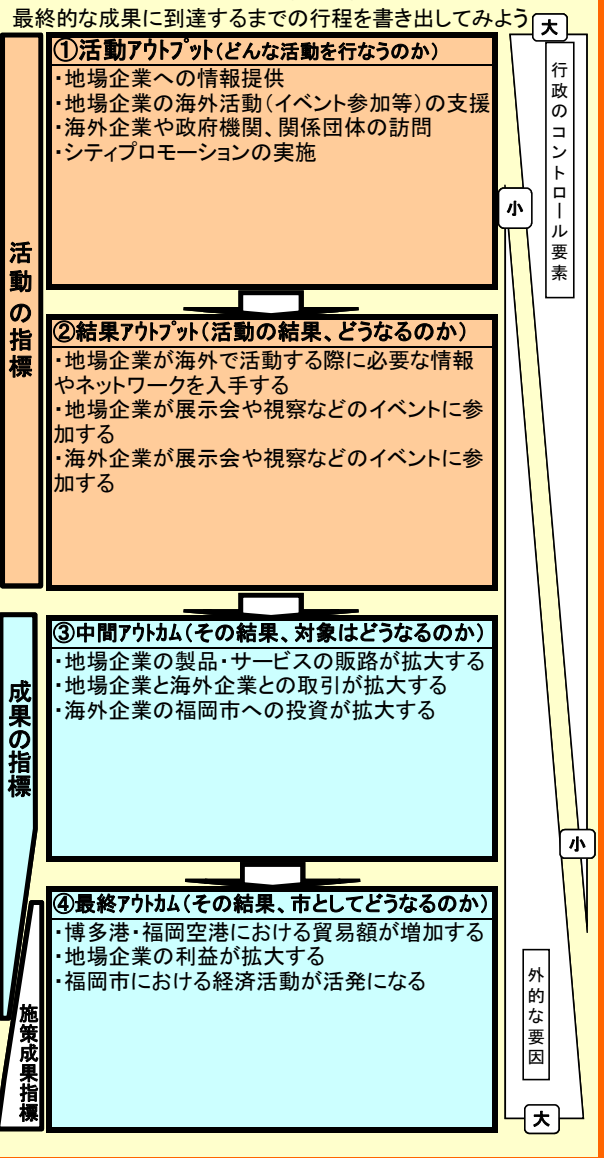 最終的な成果に到達するまでの行程を書き出してみよう
大
①活動ｱｳﾄﾌﾟｯﾄ(どんな活動を行なうのか)
・地場企業への情報提供
・地場企業の海外活動(イベント参加等)の支援
・海外企業や政府機関、関係団体の訪問
・シティプロモーションの実施
行政のコントロール要素
小
活動の指標
②結果ｱｳﾄﾌﾟｯﾄ(活動の結果、どうなるのか)
・地場企業が海外で活動する際に必要な情報
やネットワークを入手する
・地場企業が展示会や視察などのイベントに参
加する
・海外企業が展示会や視察などのイベントに参
加する
③中間ｱｳﾄｶﾑ(その結果、対象はどうなるのか)
・地場企業の製品・サービスの販路が拡大する
・地場企業と海外企業との取引が拡大する
・海外企業の福岡市への投資が拡大する
成果の指標
小
④最終ｱｳﾄｶﾑ(その結果、市としてどうなるのか)
・博多港・福岡空港における貿易額が増加する
・地場企業の利益が拡大する
・福岡市における経済活動が活発になる
外的な要因
施策成果指標
大